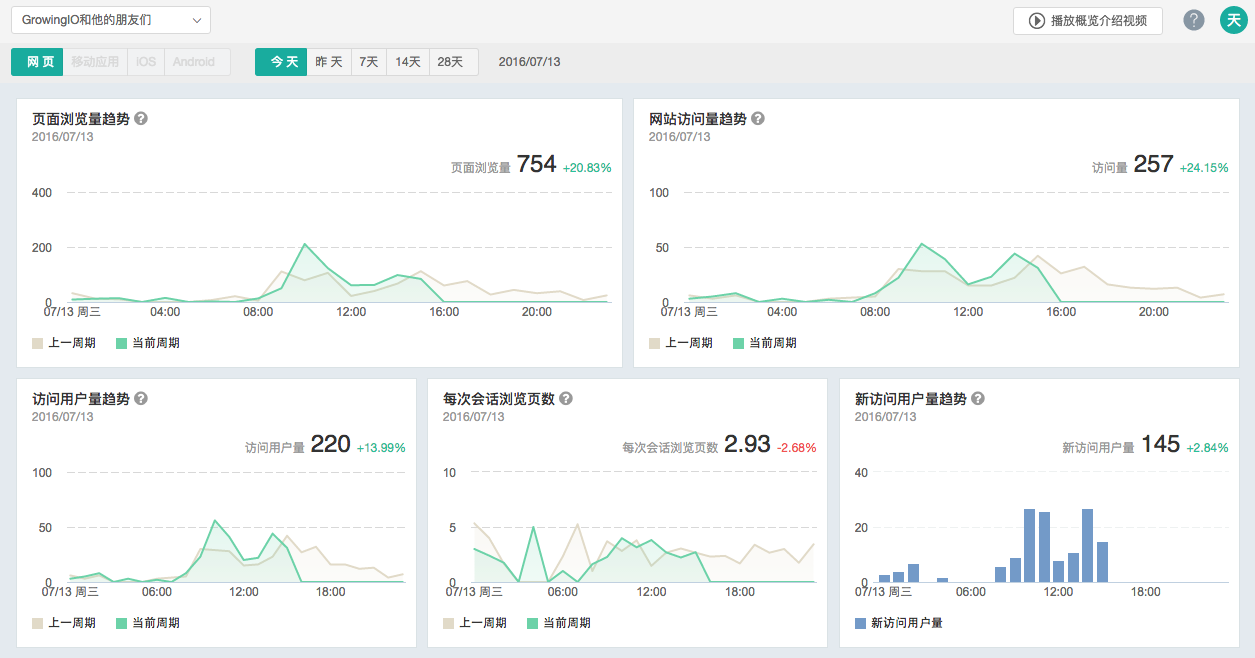 GrowingIO和他的朋友们
播放概览介绍视频
?
天
网页 移动应用 iOS Android
今天 昨天 7天 14天 28天 2016/07/13
页面浏览量趋势 ?
2016/07/13
页面浏览量 754 +20.83%
400
200
0
07/13 周三 04:00 08:00 12:00 16:00 20:00
上一周期 当前周期
网站访问量趋势 ?
2016/07/13
访问量 257 +24.15%
100
50
0
07/13 周三 04:00 08:00 12:00 16:00 20:00
上一周期 当前周期
访问用户量趋势 ?
2016/07/13
访问用户量 220 +13.99%
100
50
0
07/13 周三 06:00 12:00 18:00
上一周期 当前周期
每次会话浏览页数 ?
2016/07/13
每次会话浏览页数 2.93 -2.68%
10
5
0
07/13 周三 06:00 12:00 18:00
上一周期 当前周期
新访问用户量趋势 ?
2016/07/13
新访问用户量 145 +2.84%
40
20
0
07/13 周三 06:00 12:00 18:00
新访问用户量